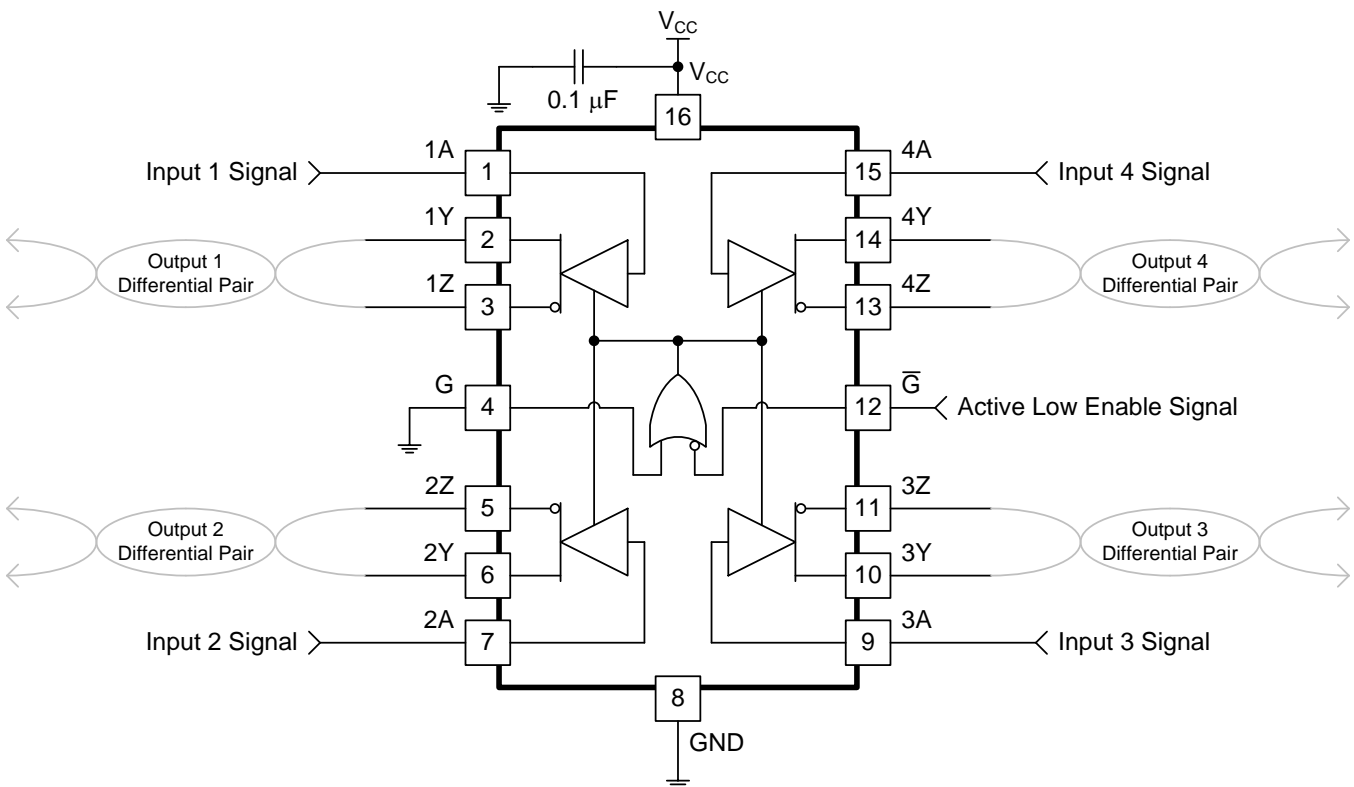 VCC
VCC
0.1 μF
16
1A
4A
Input 1 Signal
1
15
Input 4 Signal
1Y
4Y
2
14
Output 1
Differential Pair
Output 4
Differential Pair
1Z
4Z
3
13
G
G̅
4
12
Active Low Enable Signal
2Z
3Z
5
11
Output 2
Differential Pair
Output 3
Differential Pair
2Y
3Y
6
10
2A
3A
Input 2 Signal
7
9
Input 3 Signal
8
GND